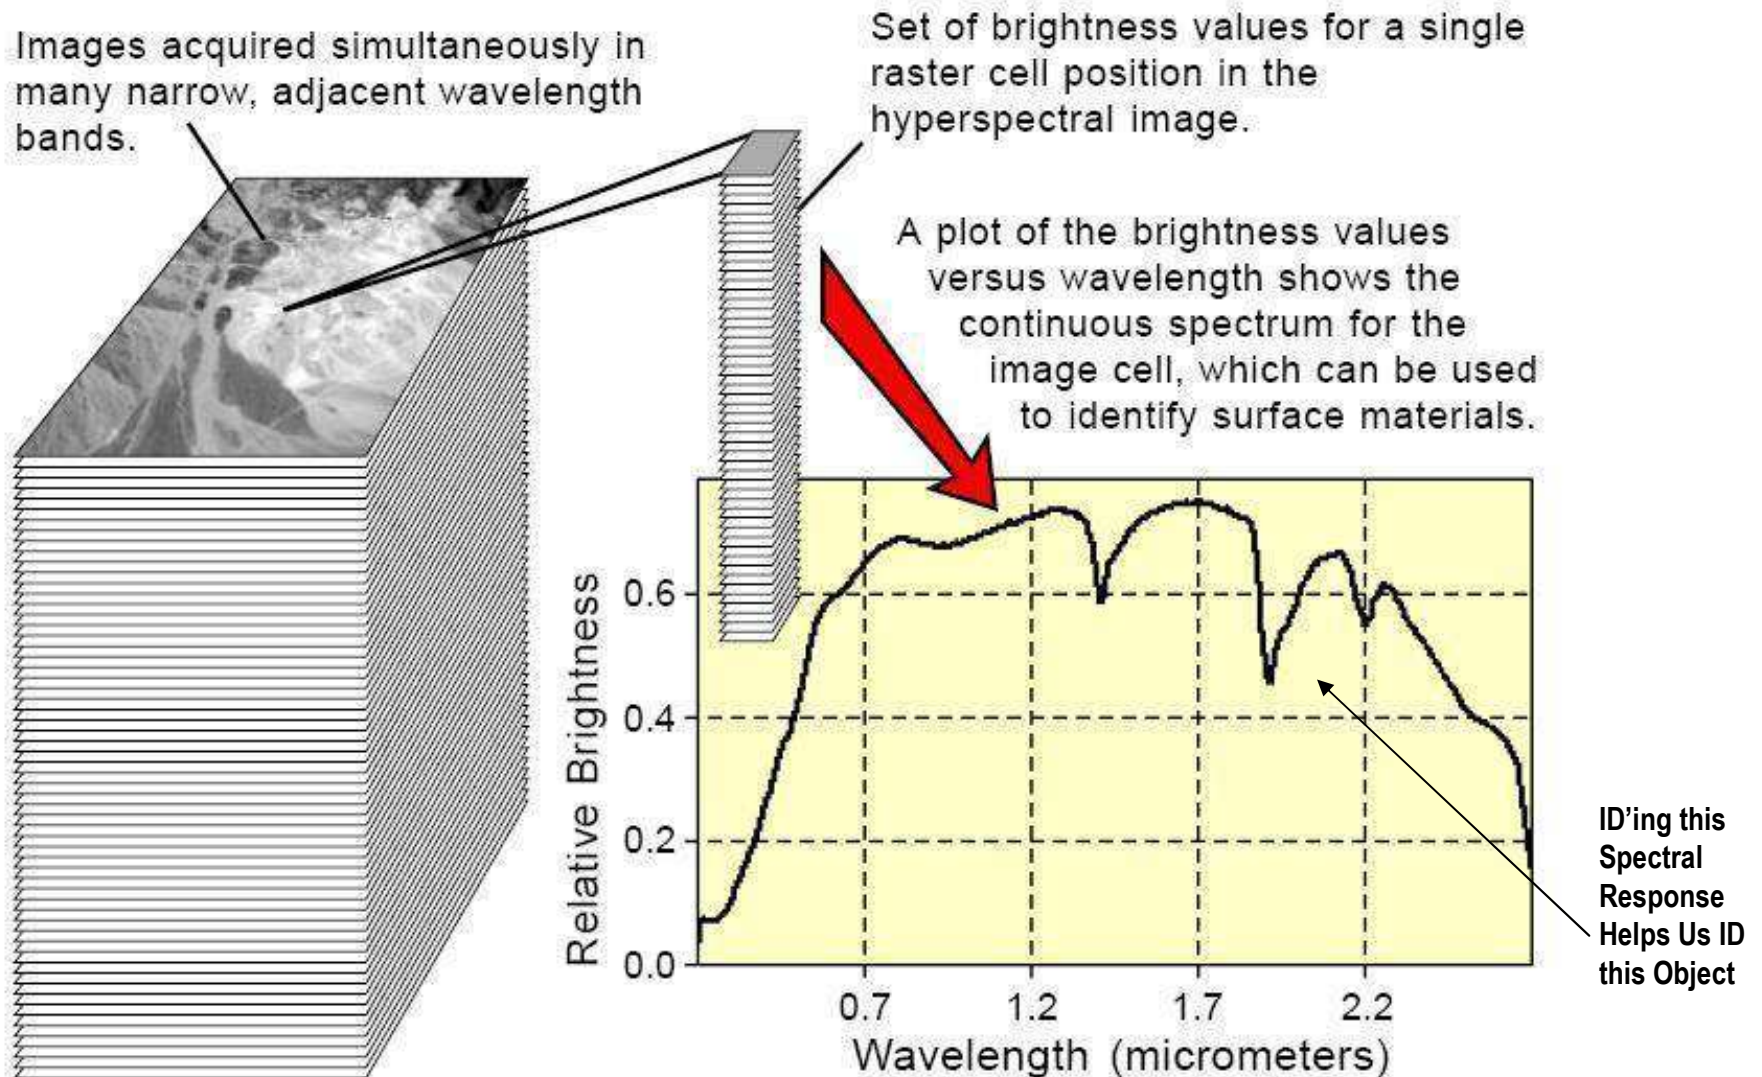 Images acquired simultaneously in
many narrow, adjacent wavelength
bands.
Set of brightness values for a single
raster cell position in the
hyperspectral image.
A plot of the brightness values
versus wavelength shows the
continuous spectrum for the
image cell, which can be used
to identify surface materials.
Relative Brightness
0.6
0.4
0.2
0.0
0.7 1.2 1.7 2.2
Wavelength (micrometers)
ID’ing this
Spectral
Response
Helps Us ID
this Object